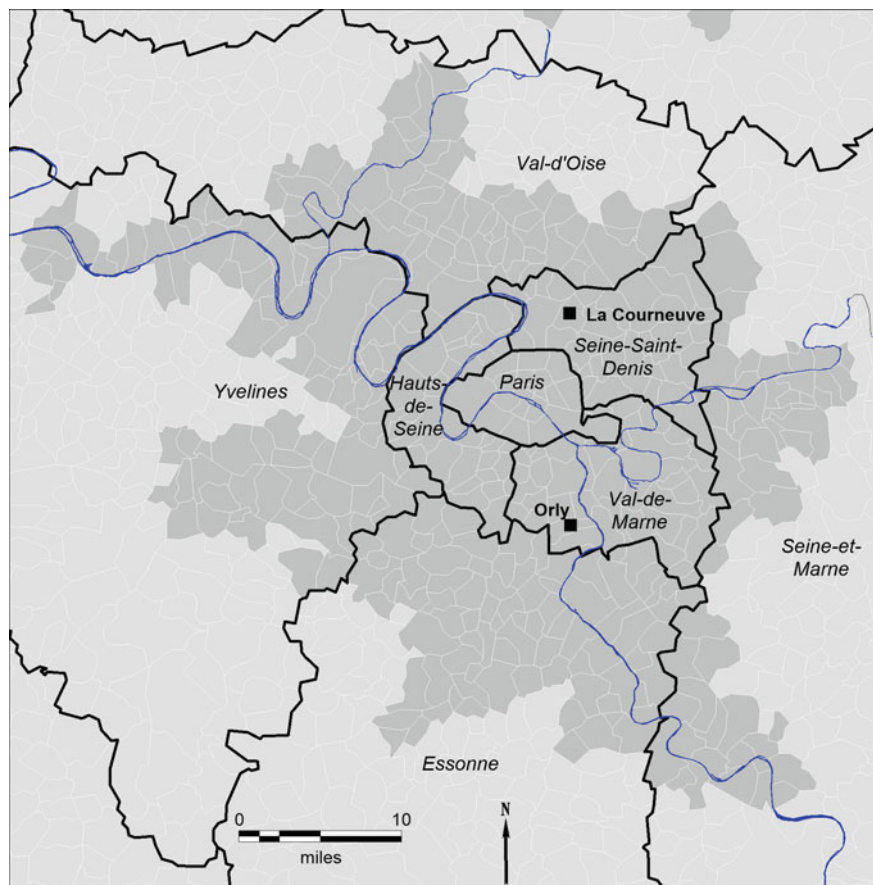 Val-d'Oise
La Courneuve
Seine-Saint-
Denis
Yvelines
Hauts-
de-
Seine
Paris
Orly
Val-de-
Marne
Seine-et-
Marne
Essonne
0
10
miles
N